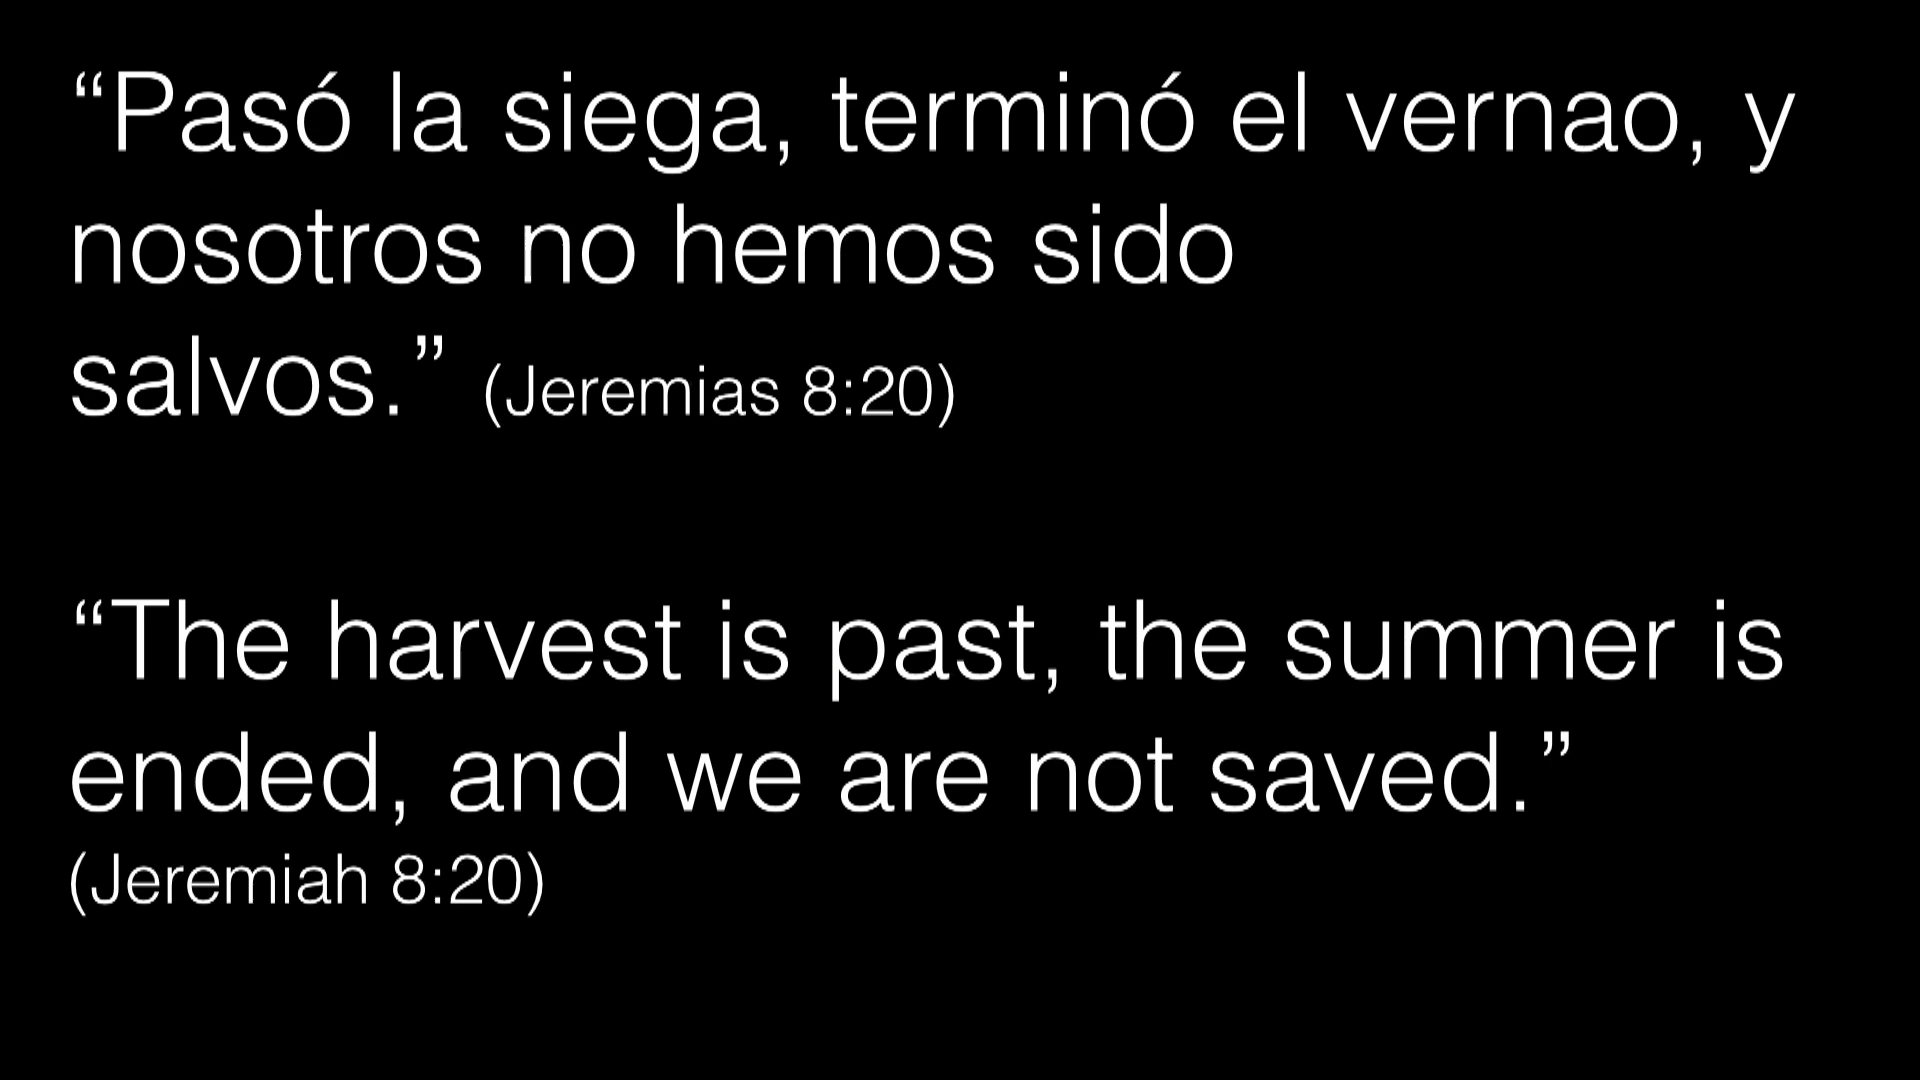 “Pasó la siega, terminó el vernao, y
nosotros no hemos sido
salvos.” (Jeremias 8:20)
“The harvest is past, the summer is
ended, and we are not saved.”
(Jeremiah 8:20)